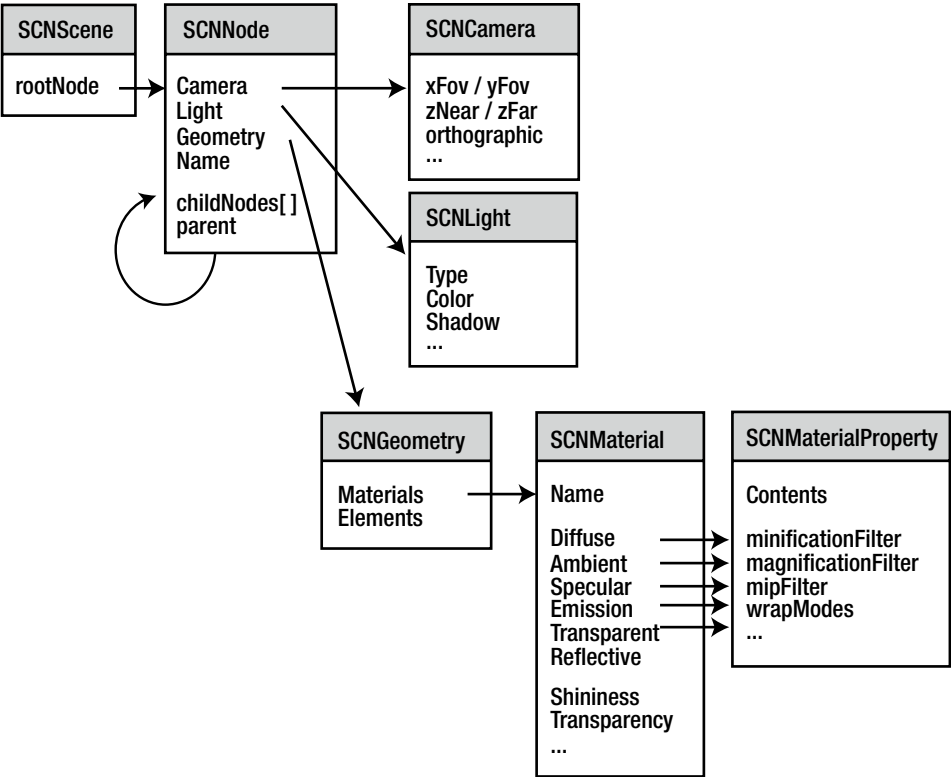 SCNScene
rootNode
SCNNode
Camera
Light
Geometry
Name
childNodes[ ]
parent
SCNCamera
xFov / yFov
zNear / zFar
orthographic
...
SCNLight
Type
Color
Shadow
...
SCNGeometry
Materials
Elements
SCNMaterial
Name
Diffuse
Ambient
Specular
Emission
Transparent
Reflective
Shininess
Transparency
...
SCNMaterialProperty
Contents
minificationFilter
magnificationFilter
mipFilter
wrapModes
...